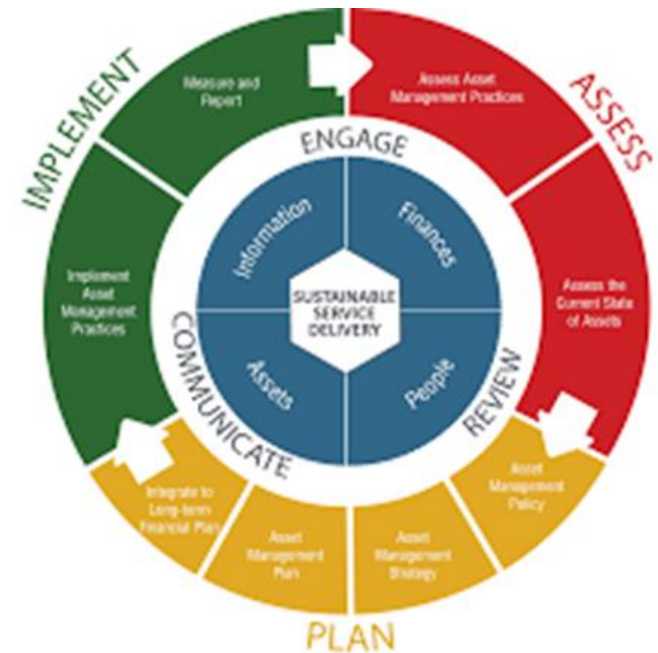 IMPLEMENT
Measure and
Report
Implement
Asset
Management
Practices
ASSESS
Assess Asset
Management Practices
Assess the
Current State
of Assets
PLAN
Asset
Management
Policy
Asset
Management
Strategy
Asset
Management
Plan
Integrate to
Long-term
Financial Plan
ENGAGE
REVIEW
COMMUNICATE
Information
Finances
People
Assets
SUSTAINABLE
SERVICE
DELIVERY